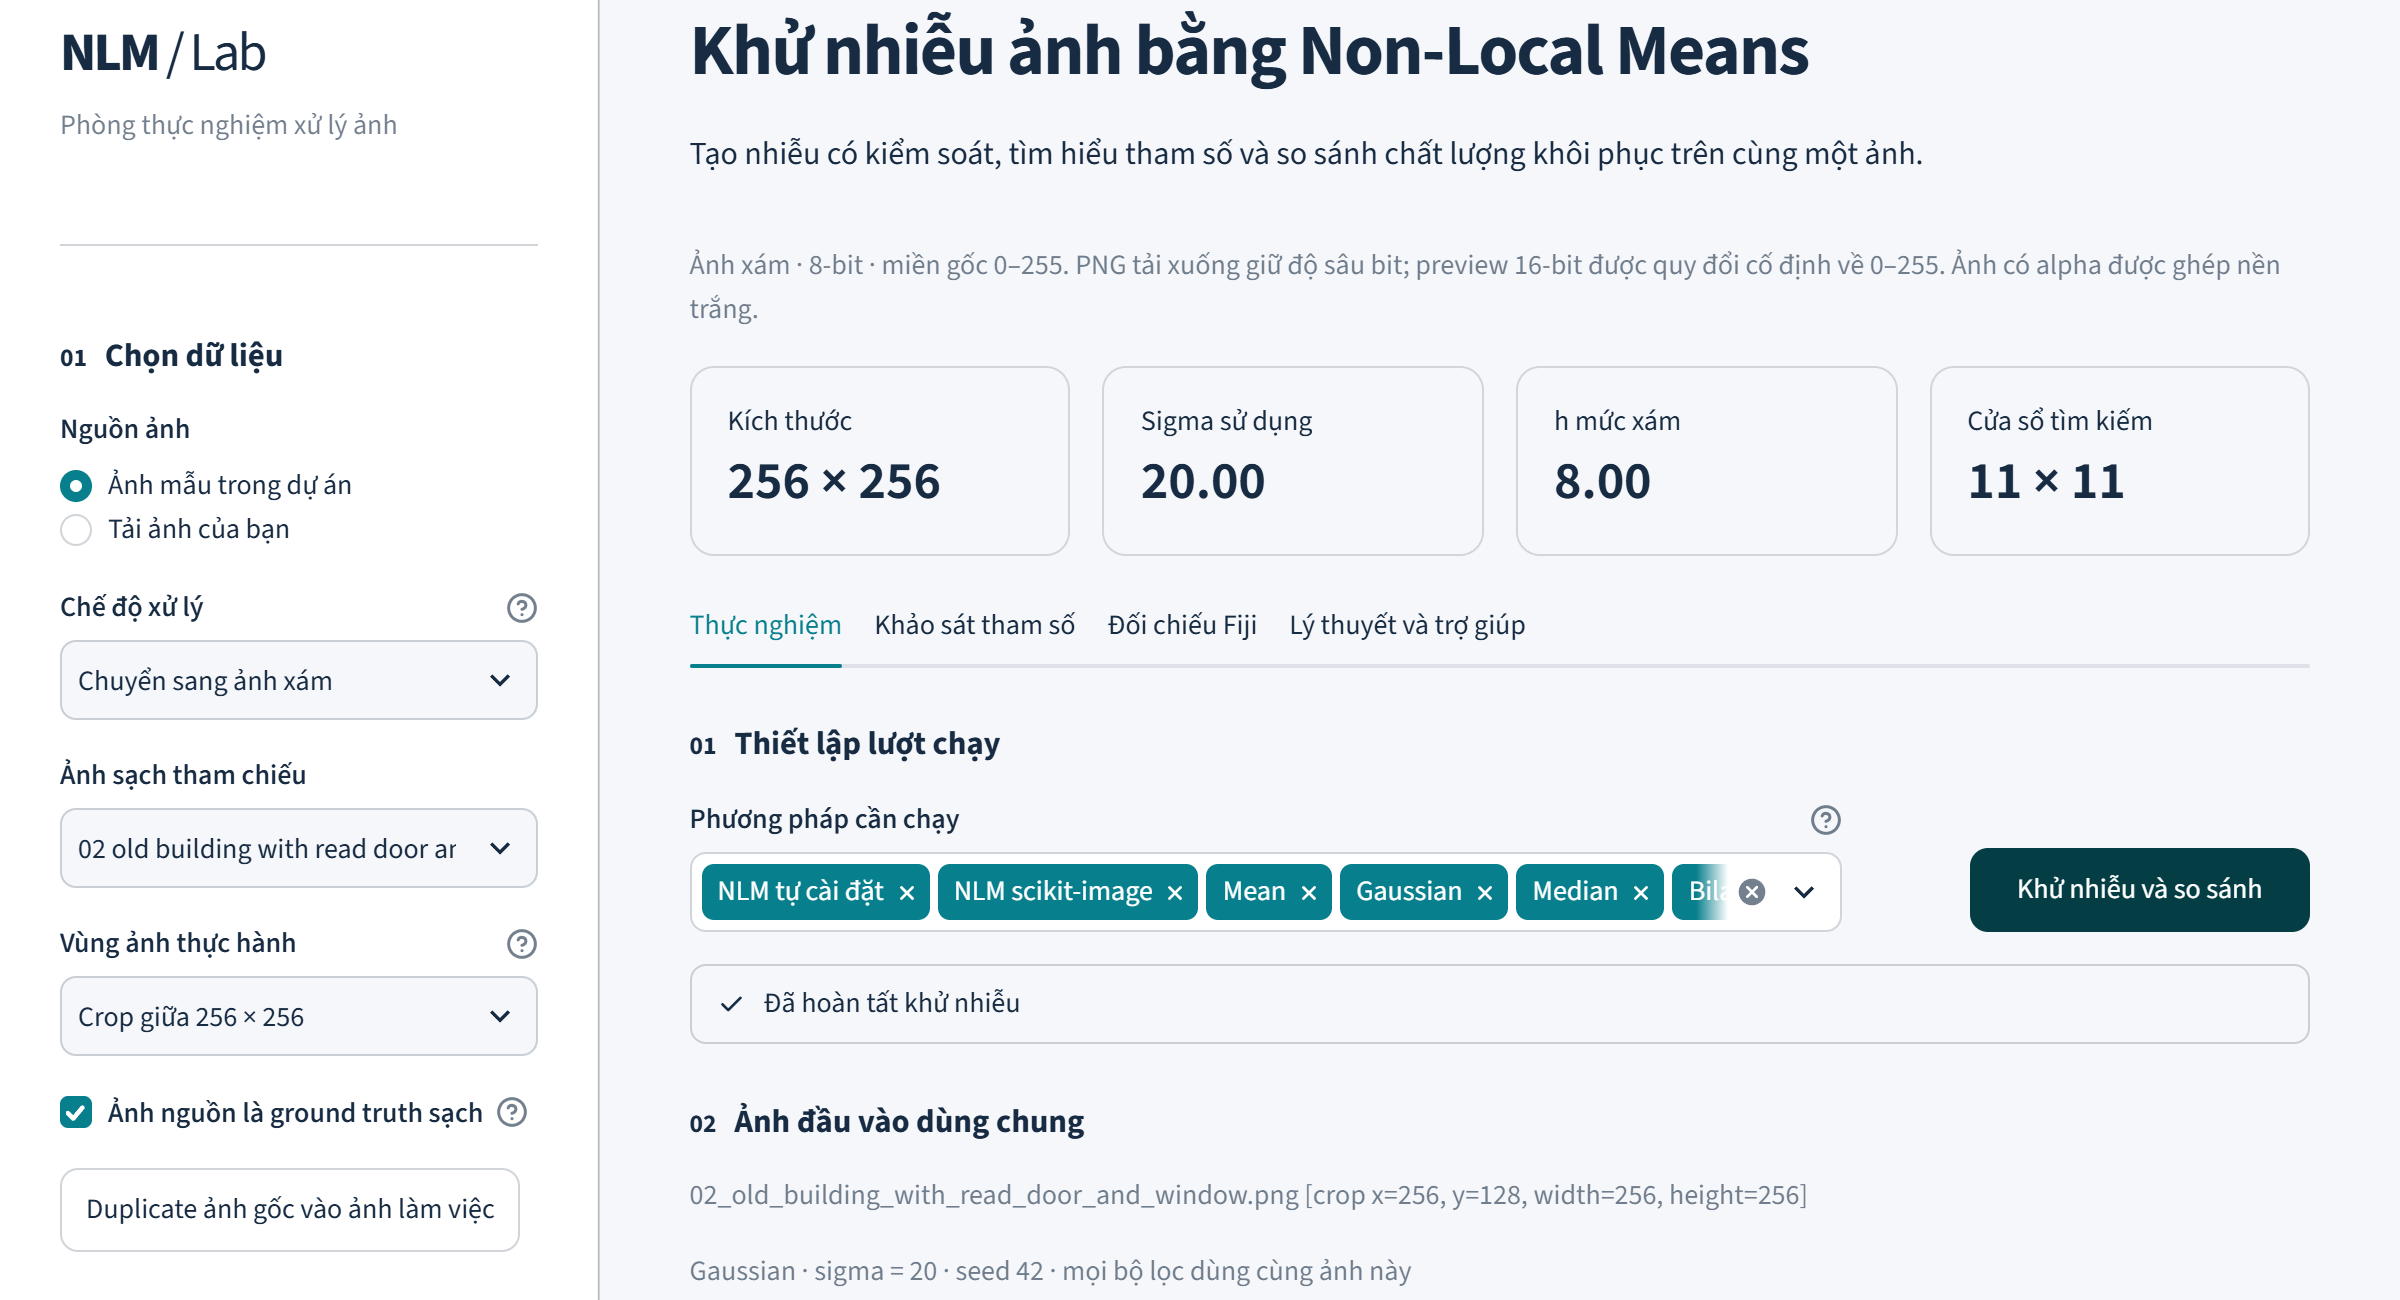 NLM / Lab
Phòng thực nghiệm xử lý ảnh
01 Chọn dữ liệu
Nguồn ảnh
Ảnh mẫu trong dự án
Tải ảnh của bạn
Chế độ xử lý
Chuyển sang ảnh xám
Ảnh sạch tham chiếu
02 old building with read door ar
Vùng ảnh thực hành
Crop giữa 256 × 256
Ảnh nguồn là ground truth sạch
Duplicate ảnh gốc vào ảnh làm việc
Khử nhiễu ảnh bằng Non-Local Means
Tạo nhiễu có kiểm soát, tìm hiểu tham số và so sánh chất lượng khôi phục trên cùng một ảnh.
Ảnh xám · 8-bit · miền gốc 0–255. PNG tải xuống giữ độ sâu bit; preview 16-bit được quy đổi cố định về 0–255. Ảnh có alpha được ghép nền
trắng.
Kích thước
256 × 256
Sigma sử dụng
20.00
h mức xám
8.00
Cửa sổ tìm kiếm
11 × 11
Thực nghiệm Khảo sát tham số Đối chiếu Fiji Lý thuyết và trợ giúp
01 Thiết lập lượt chạy
Phương pháp cần chạy
NLM tự cài đặt NLM scikit-image Mean Gaussian Median Bila
Khử nhiễu và so sánh
Đã hoàn tất khử nhiễu
02 Ảnh đầu vào dùng chung
02_old_building_with_read_door_and_window.png [crop x=256, y=128, width=256, height=256]
Gaussian · sigma = 20 · seed 42 · mọi bộ lọc dùng cùng ảnh này